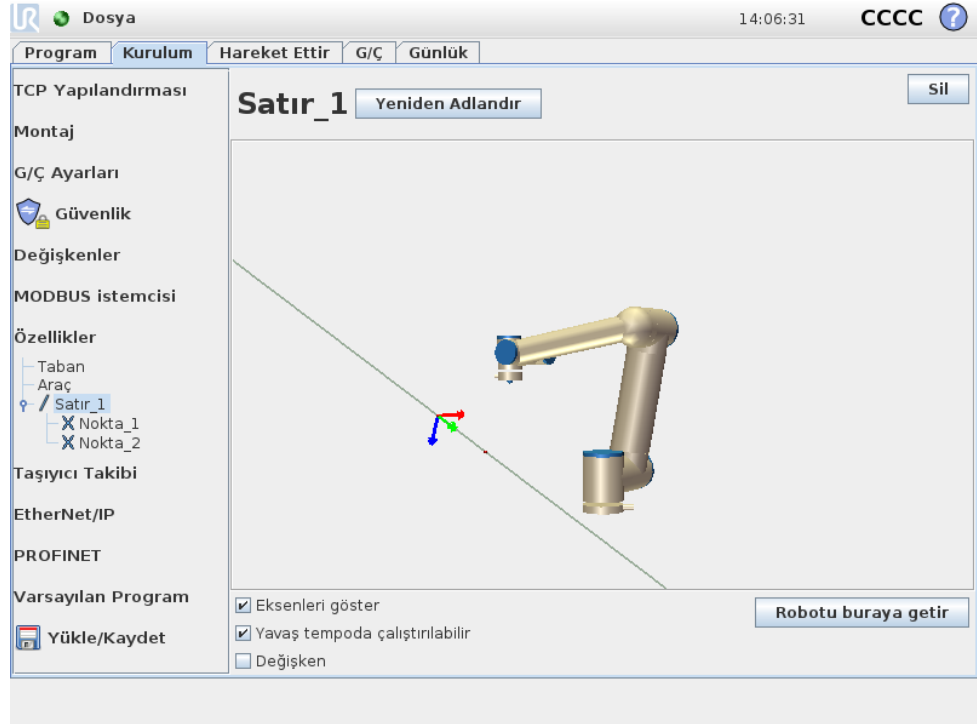 UR Dosya 14:06:31 CCCC ?
Program Kurulum Hareket Ettir G/Ç Günlük
TCP Yapılandırması
Montaj
G/Ç Ayarları
Güvenlik
Değişkenler
MODBUS istemcisi
Özellikler
Taban
Araç
Satır_1
Nokta_1
Nokta_2
Taşıyıcı Takibi
EtherNet/IP
PROFINET
Varsayılan Program
Yükle/Kaydet
Satır_1 Yeniden Adlandır Sil
Eksenleri göster
Yavaş tempoda çalıştırılabilir
Değişken
Robotu buraya getir